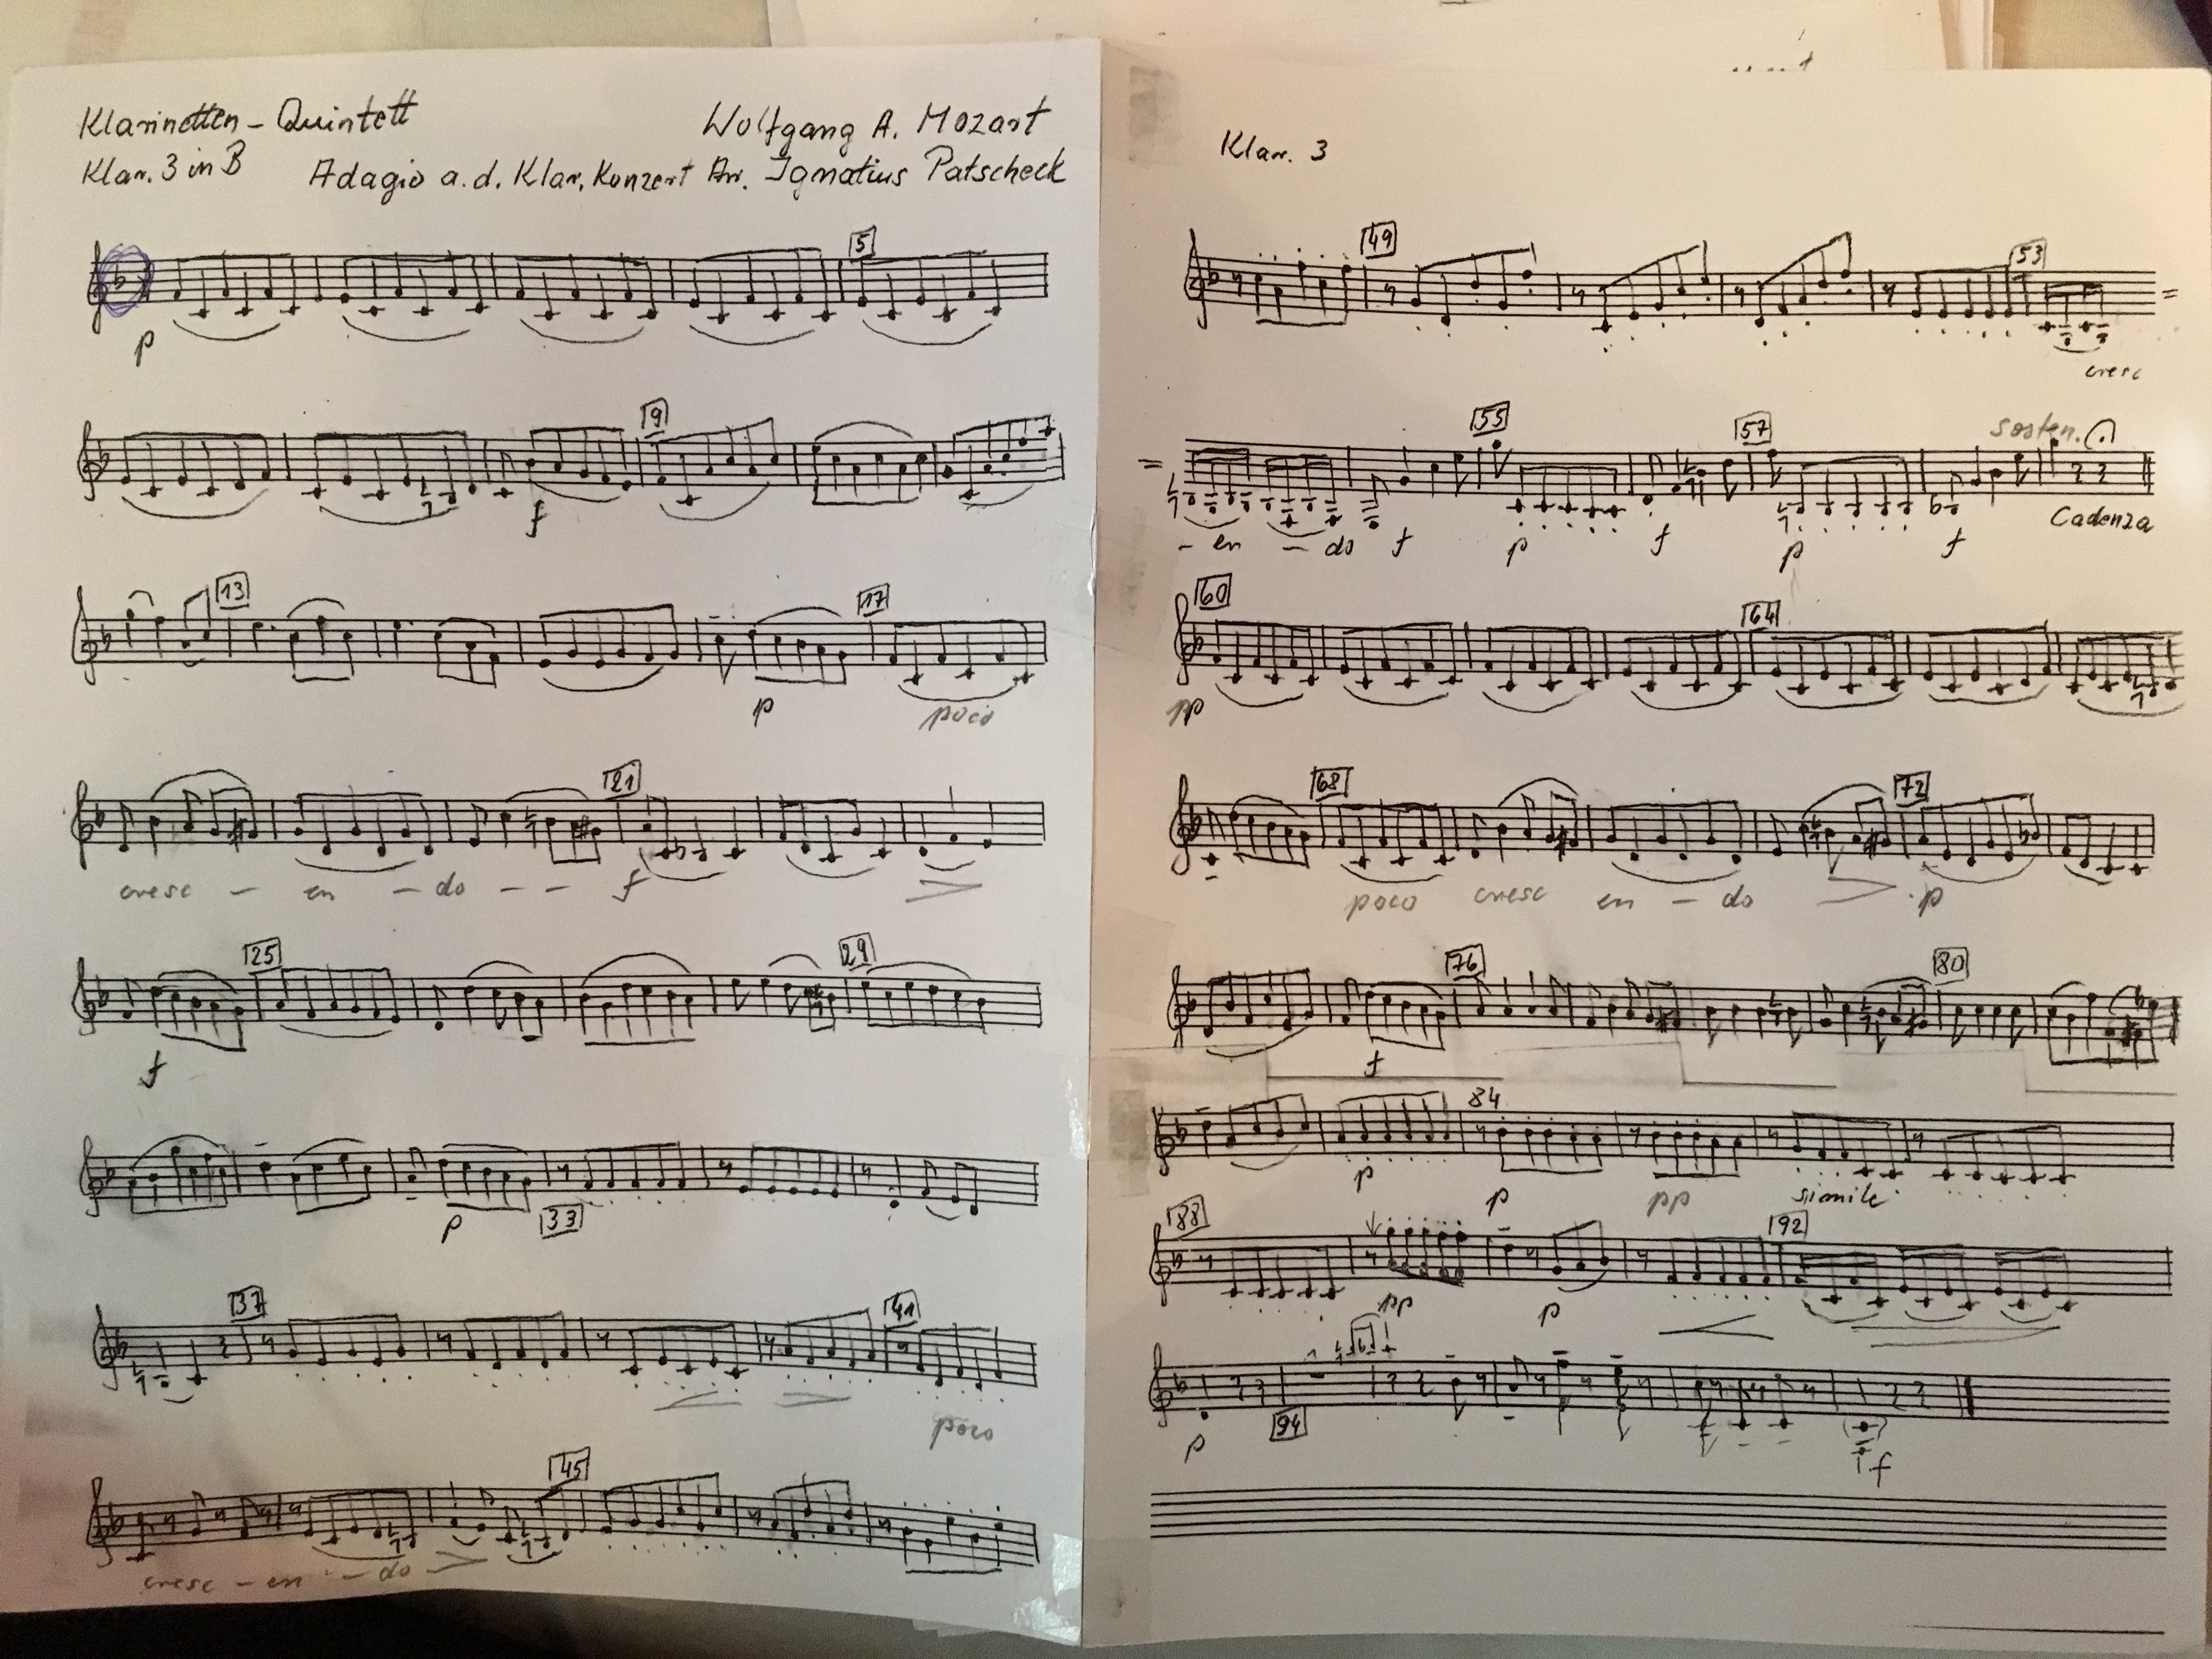 Klarinetten - Quintett Wolfgang A. Mozart
Klar. 3 in B Adagio a. d. Klar. Konzert Arr. Ignatius Patscheck
5
p
9
f
13
17
p poco
21
cresc - en - do - - f
25
29
f
p 33
37
41
poco
45
cresc - en - do
Klar. 3
49
53
cresc
55
57
sosten.
- en - do f p f p f Cadenza
60
64
pp
68
72
poco cresc en - do p
76
80
f
84
p p pp simile
88
92
pp p
p 94 f